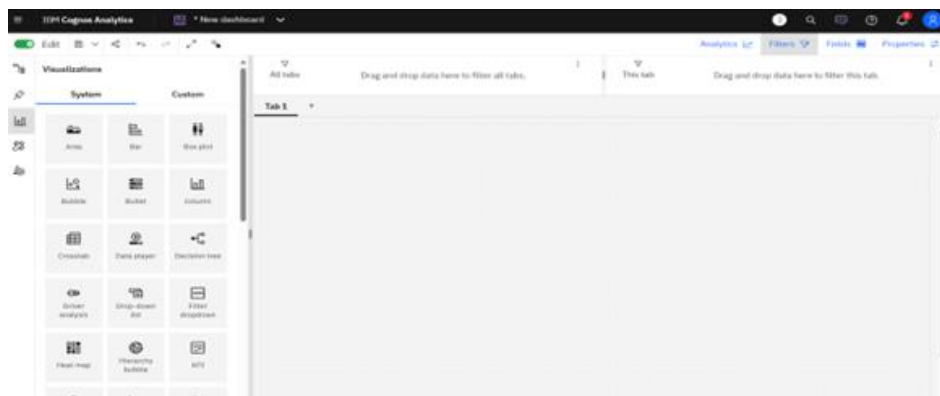 IBM Cognos Analytics
* New dashboard
Edit
Analytics
Filters
Fields
Properties
Visualizations
System
Custom
All tabs
Drag and drop data here to filter all tabs.
This tab
Drag and drop data here to filter this tab.
Tab 1
+
Area
Bar
Box plot
Bubble
Bullet
Column
Crosstab
Data player
Decision tree
Driver analysis
Drop-down list
Filter dropdown
Heat map
Hierarchy bubble
KPI